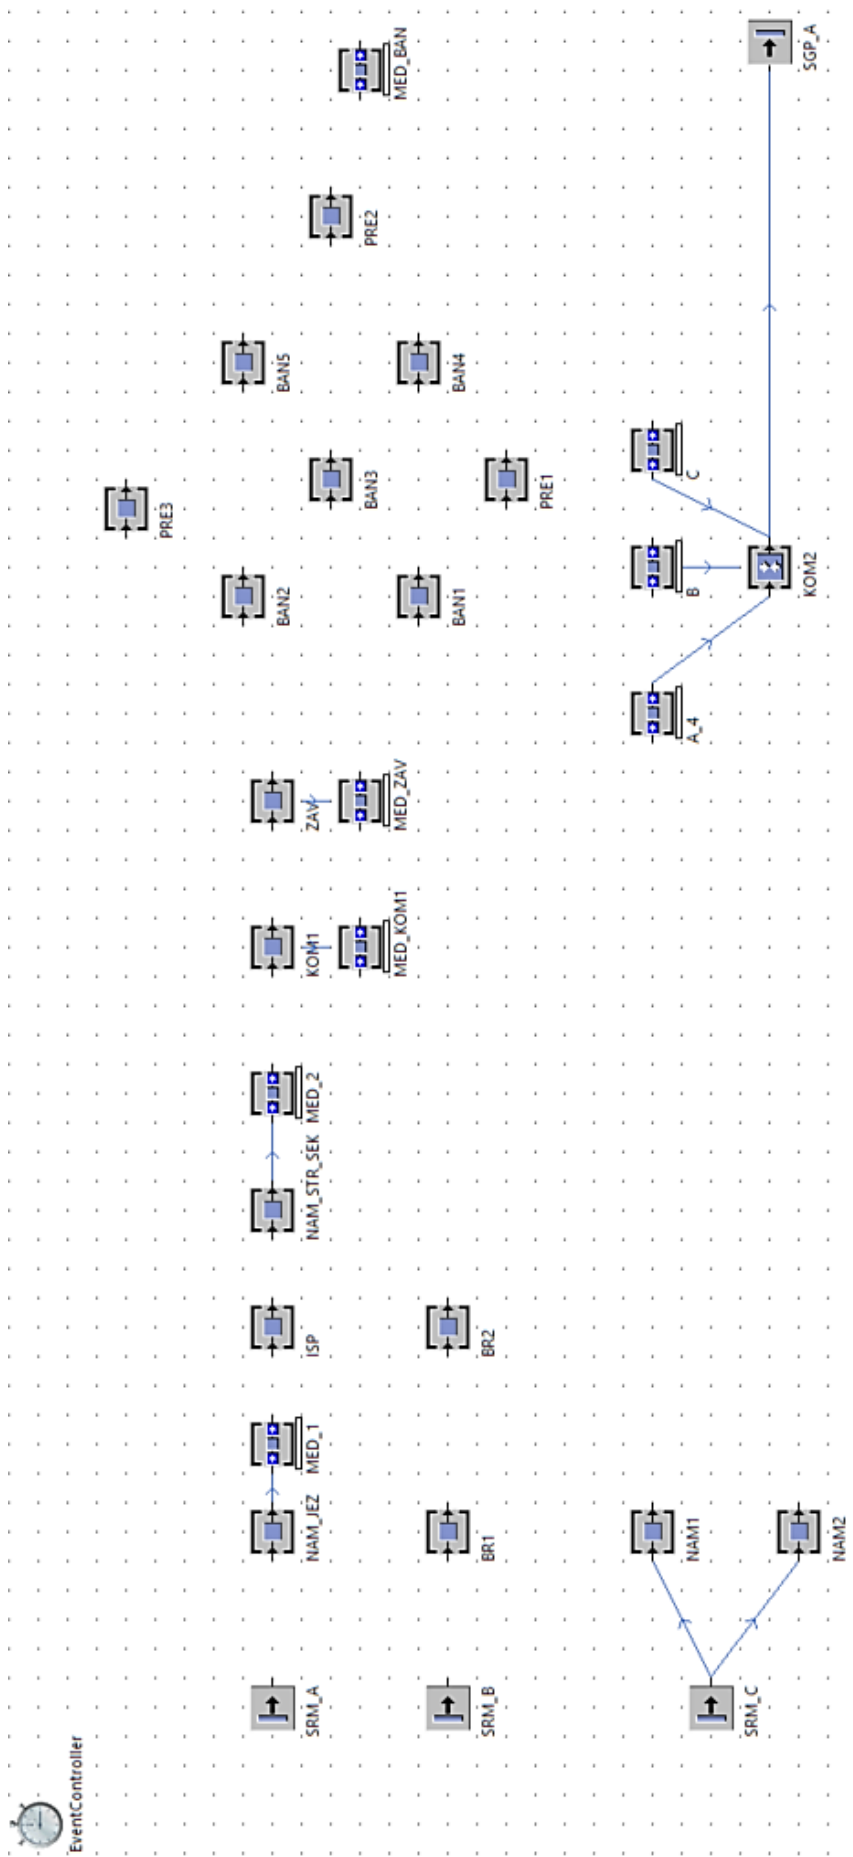 EventController
SRM_A
NAM_JEZ
MED_1
ISP
NAM_STR_SEK
MED_2
KOM1
MED_KOM1
ZAV
MED_ZAV
PRE3
BAN2
BAN1
BAN3
PRE1
BAN5
BAN4
PRE2
MED_BAN
SRM_B
BR1
BR2
SRM_C
NAM1
NAM2
A_4
B
C
KOM2
SGP_A